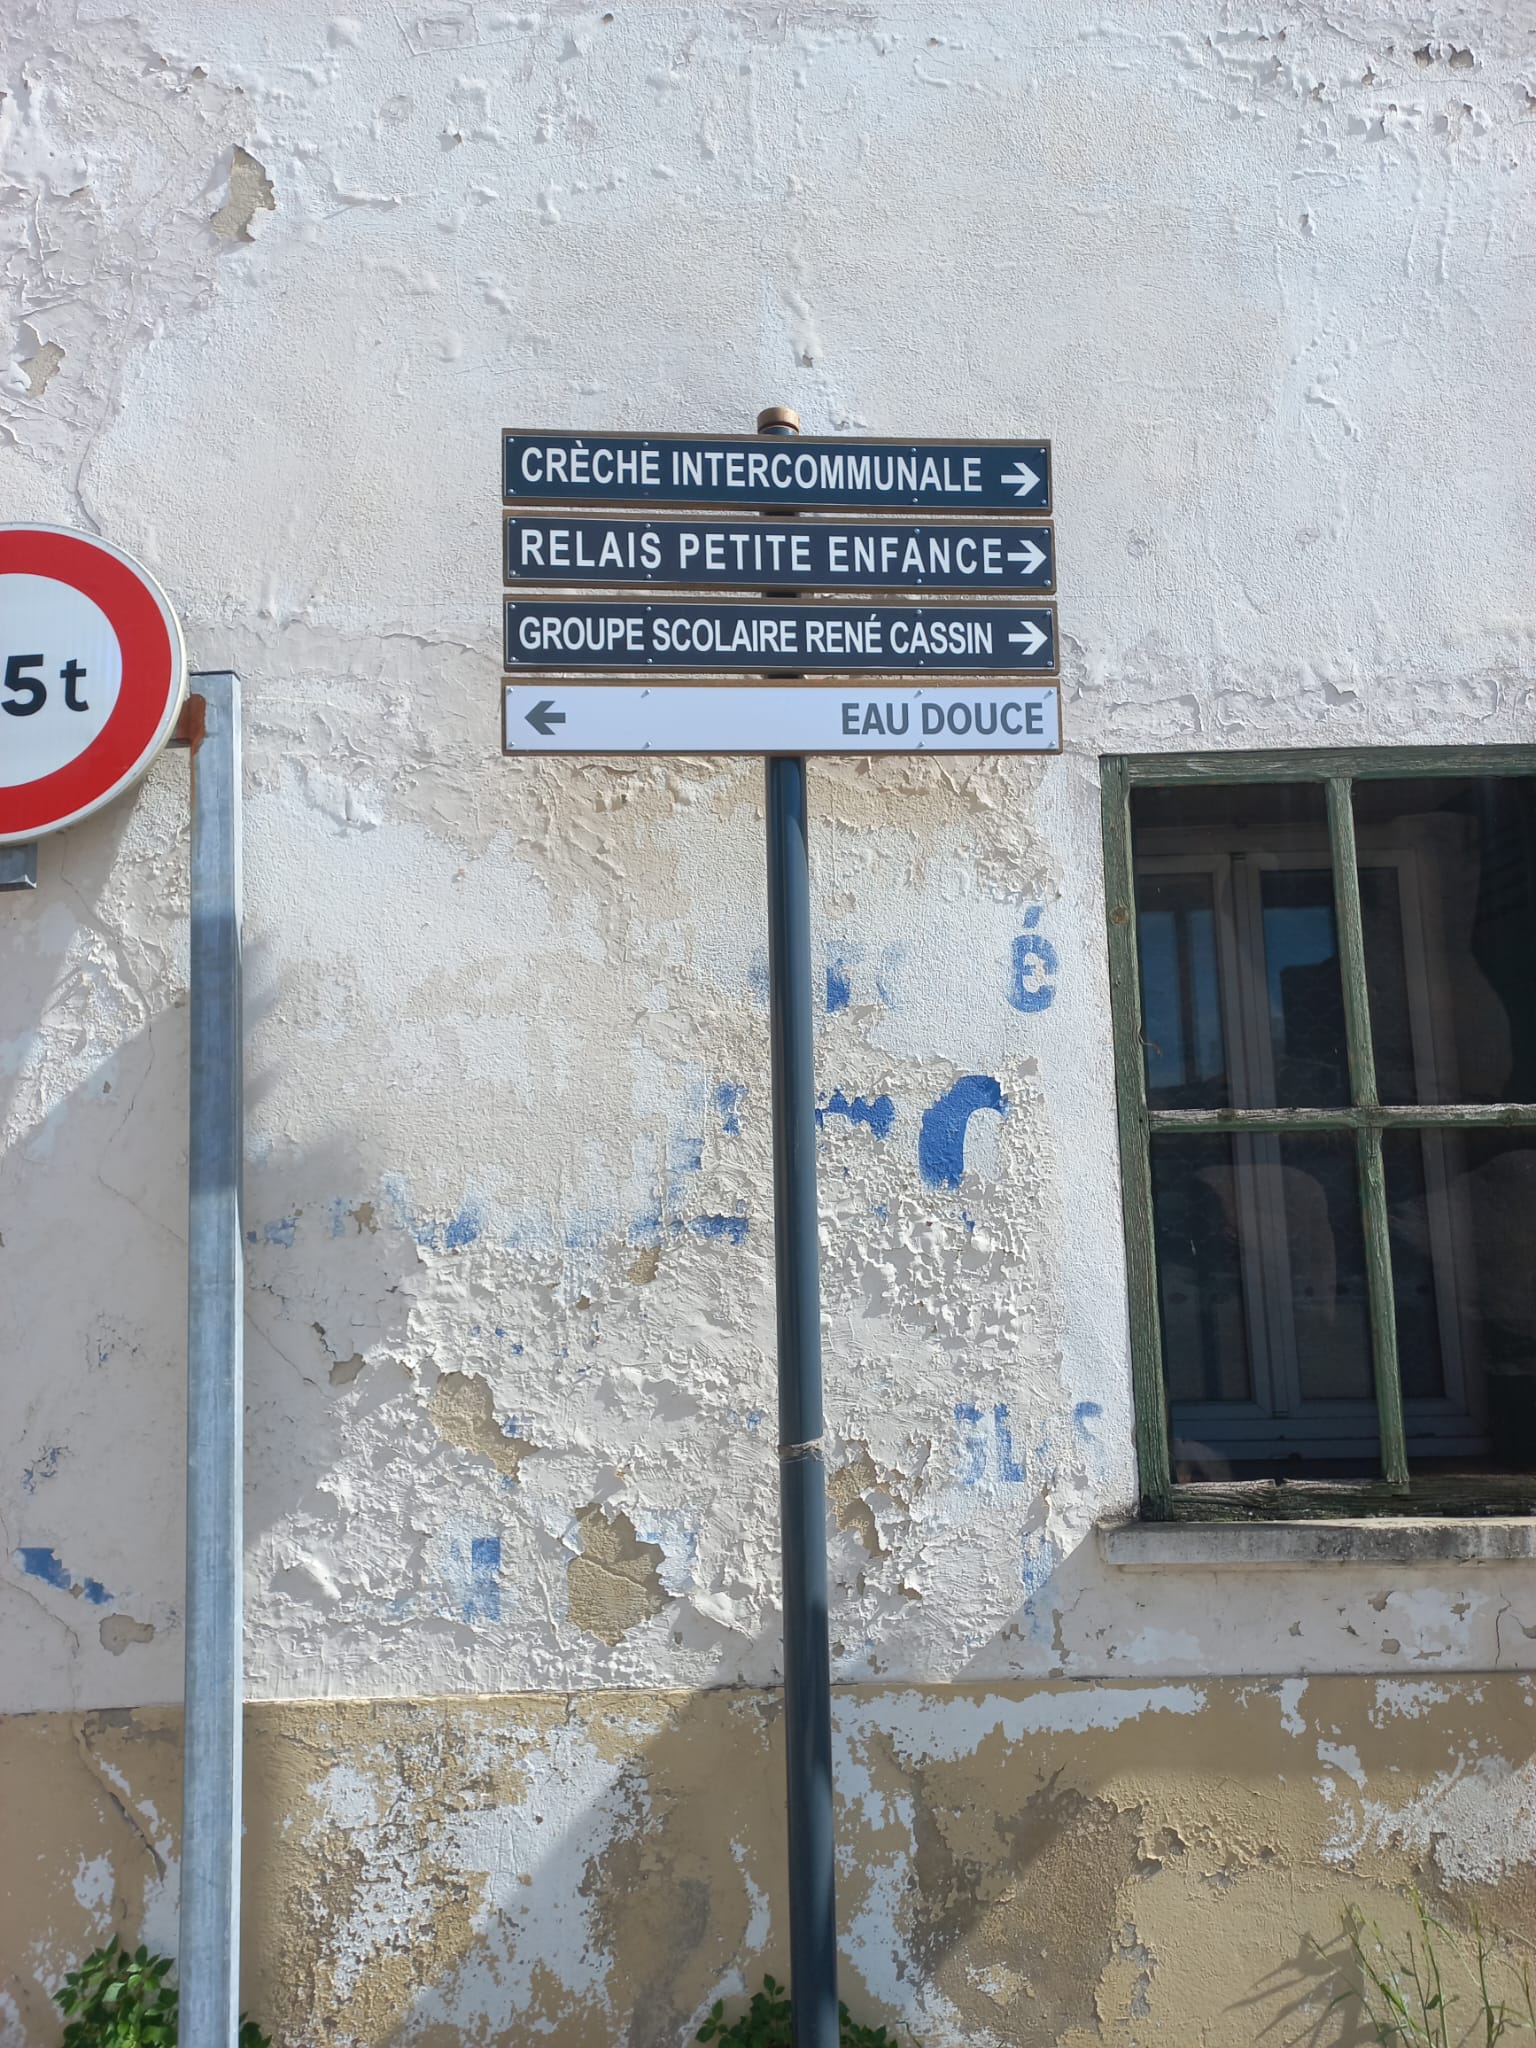 CRÈCHE INTERCOMMUNALE
RELAIS PETITE ENFANCE
GROUPE SCOLAIRE RENÉ CASSIN
EAU DOUCE
5t